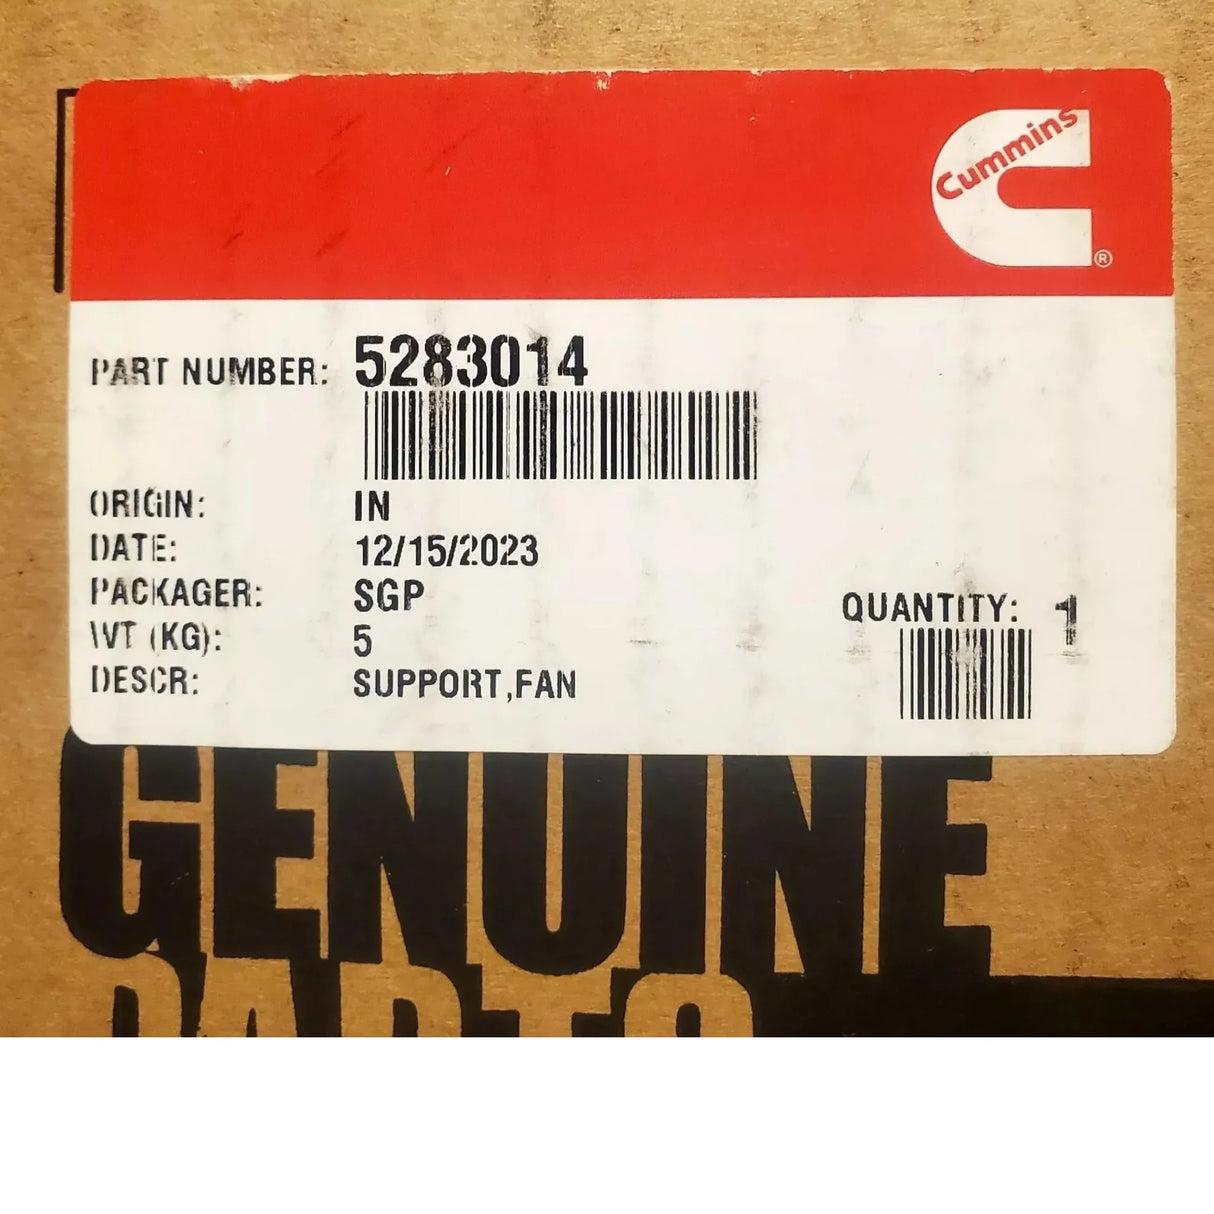 Cummins
®
PART NUMBER: 5283014
ORIGIN: IN
DATE: 12/15/2023
PACKAGER: SGP
WT (KG): 5
DESCR: SUPPORT,FAN
QUANTITY: 1
GENUINE
PARTS